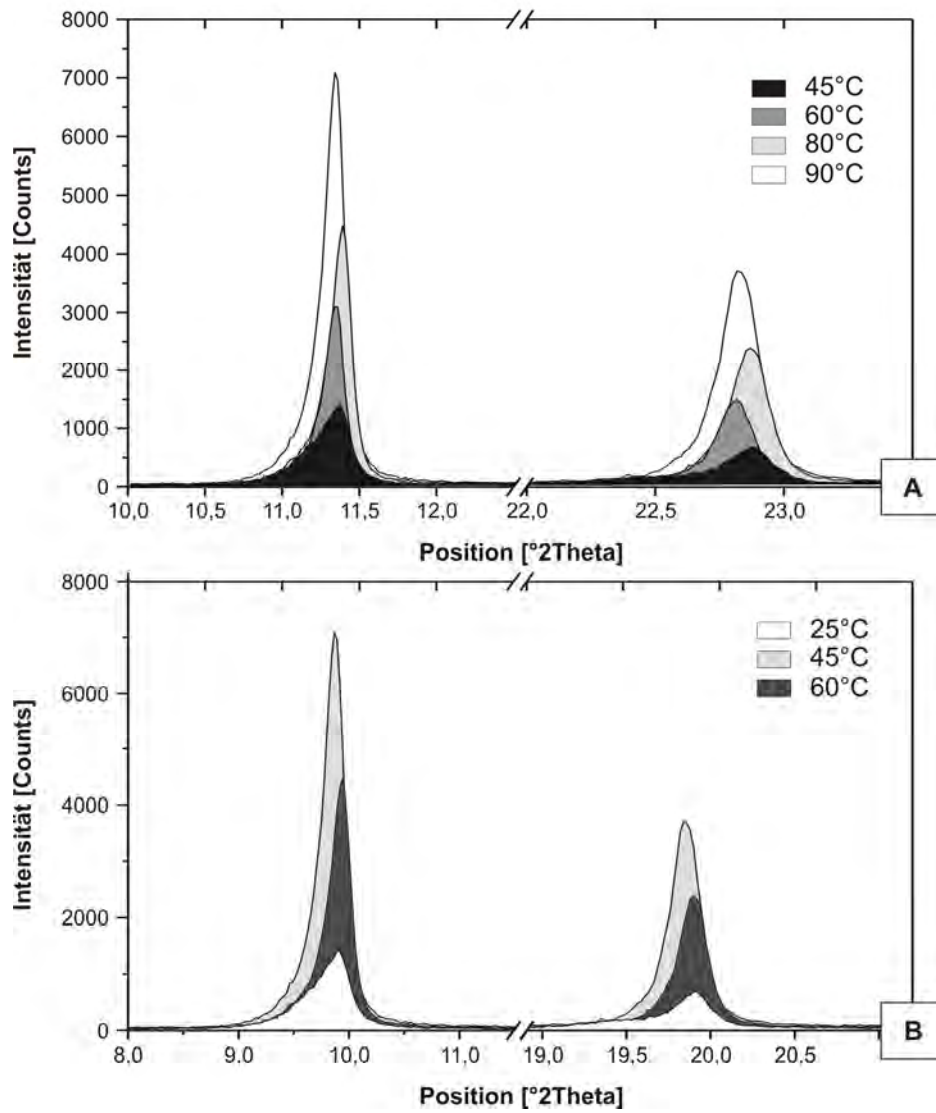 8000
7000
6000
5000
4000
3000
2000
1000
0
Intensität [Counts]
45°C
60°C
80°C
90°C
10,0 10,5 11,0 11,5 12,0 22,0 22,5 23,0
A
Position [°2Theta]
8000
6000
4000
2000
0
Intensität [Counts]
25°C
45°C
60°C
8,0 9.0 10,0 11,0 19,0 19,5 20,0 20,5
B
Position [°2Theta]